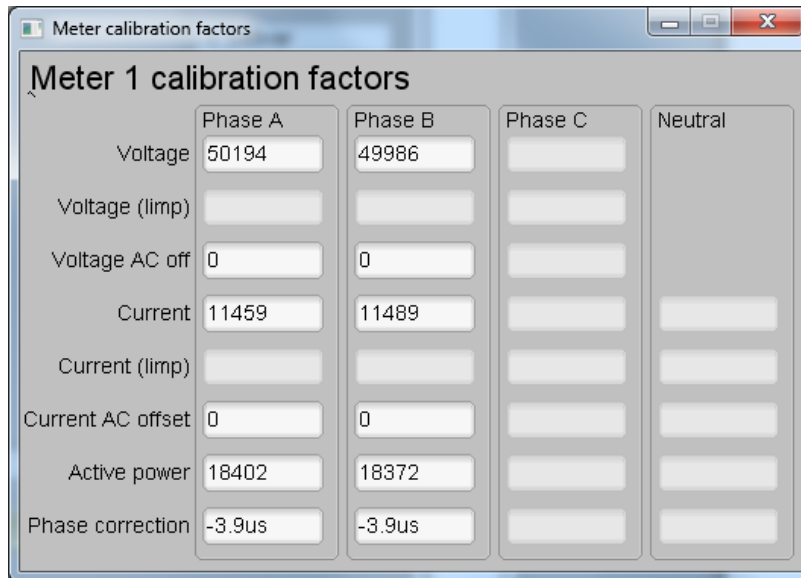 Meter calibration factors
Meter 1 calibration factors
Phase A Phase B Phase C Neutral
Voltage 50194 49986
Voltage (limp)
Voltage AC off 0 0
Current 11459 11489
Current (limp)
Current AC offset 0 0
Active power 18402 18372
Phase correction -3.9us -3.9us